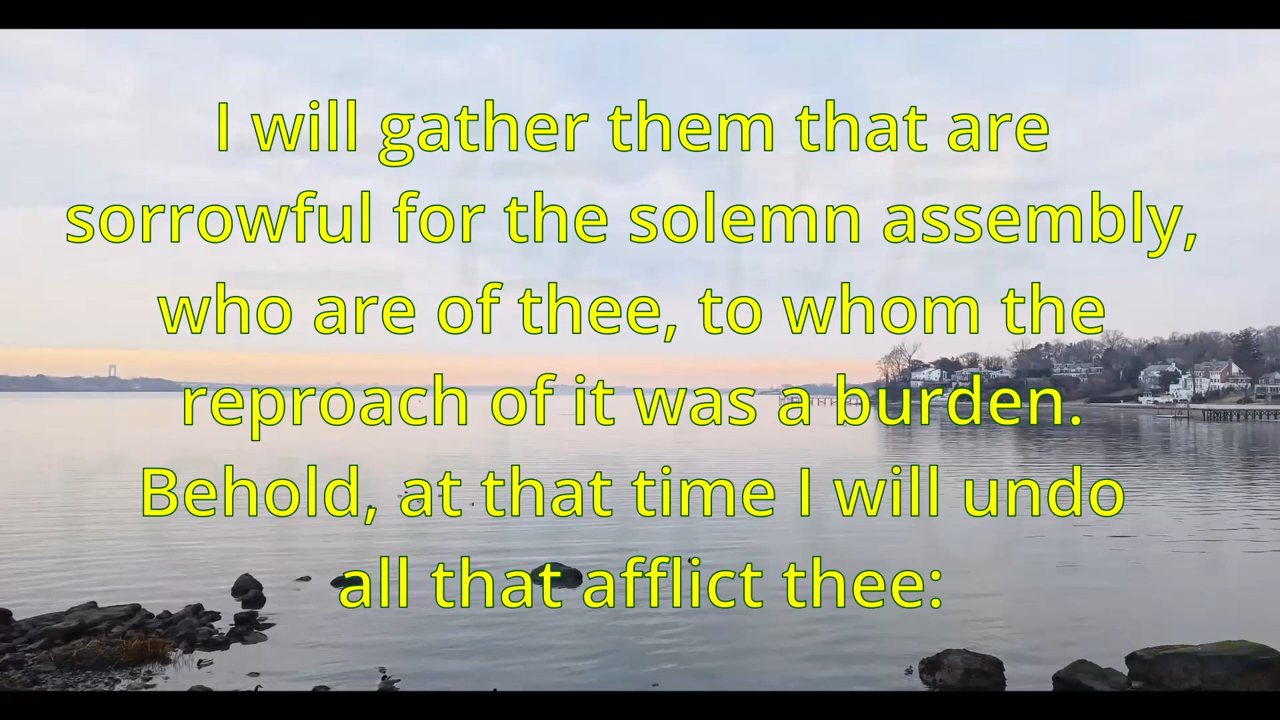 I will gather them that are
sorrowful for the solemn assembly,
who are of thee, to whom the
reproach of it was a burden.
Behold, at that time I will undo
all that afflict thee: